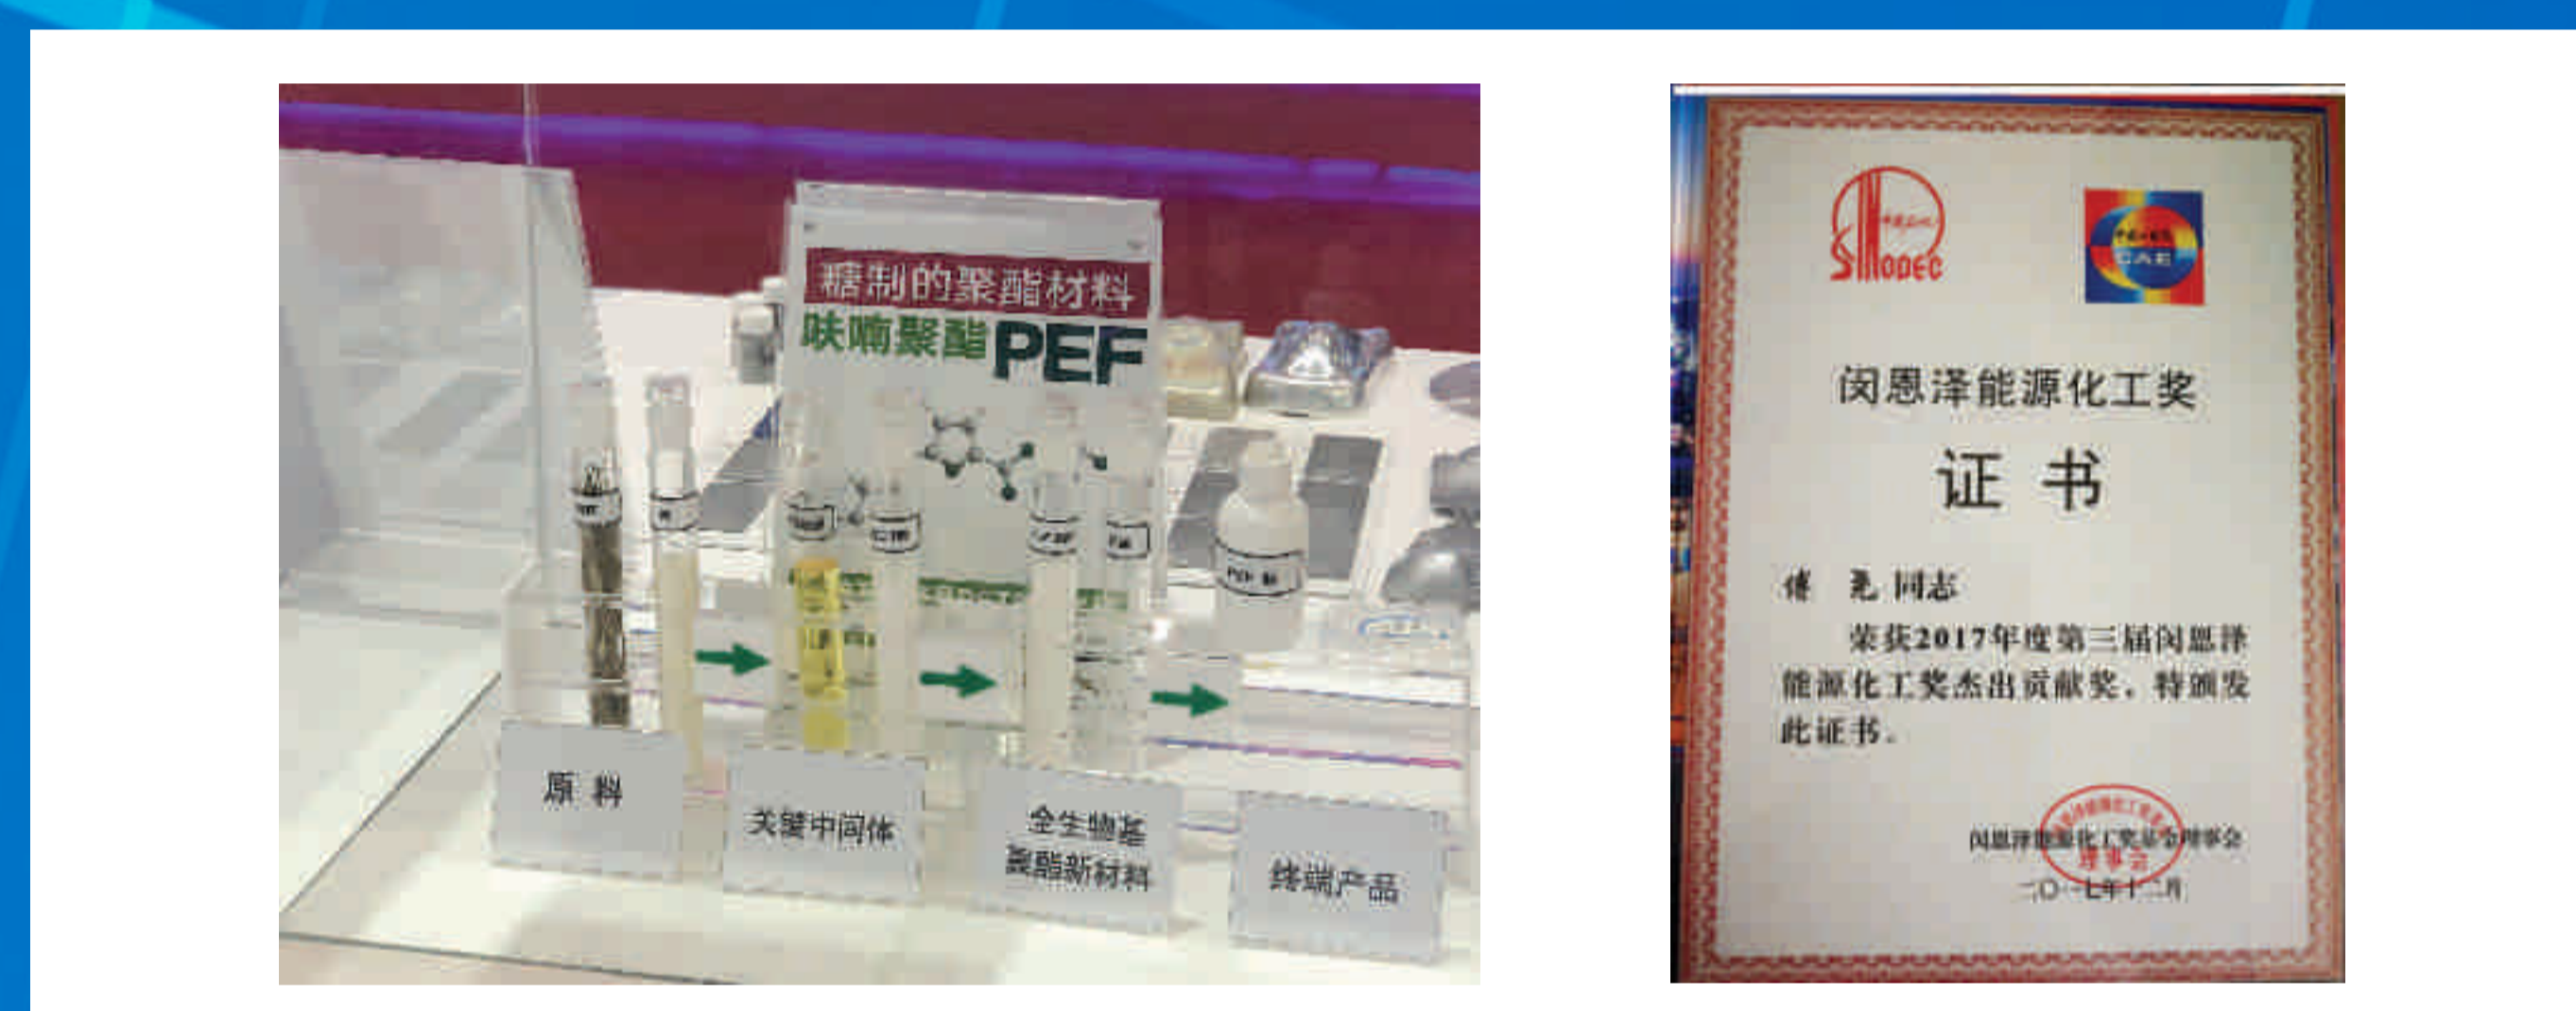 糖制的聚酯材料
呋喃聚酯PEF
原 料
关键中间体
全生物基
聚酯新材料
终端产品
SINOPEC
CAE
闵恩泽能源化工奖
证 书
傅 尧 同志
荣获2017年度第三届闵恩泽
能源化工奖杰出贡献奖，特颁发
此证书。
闵恩泽能源化工奖基金理事会
理事会
二〇一七年十二月